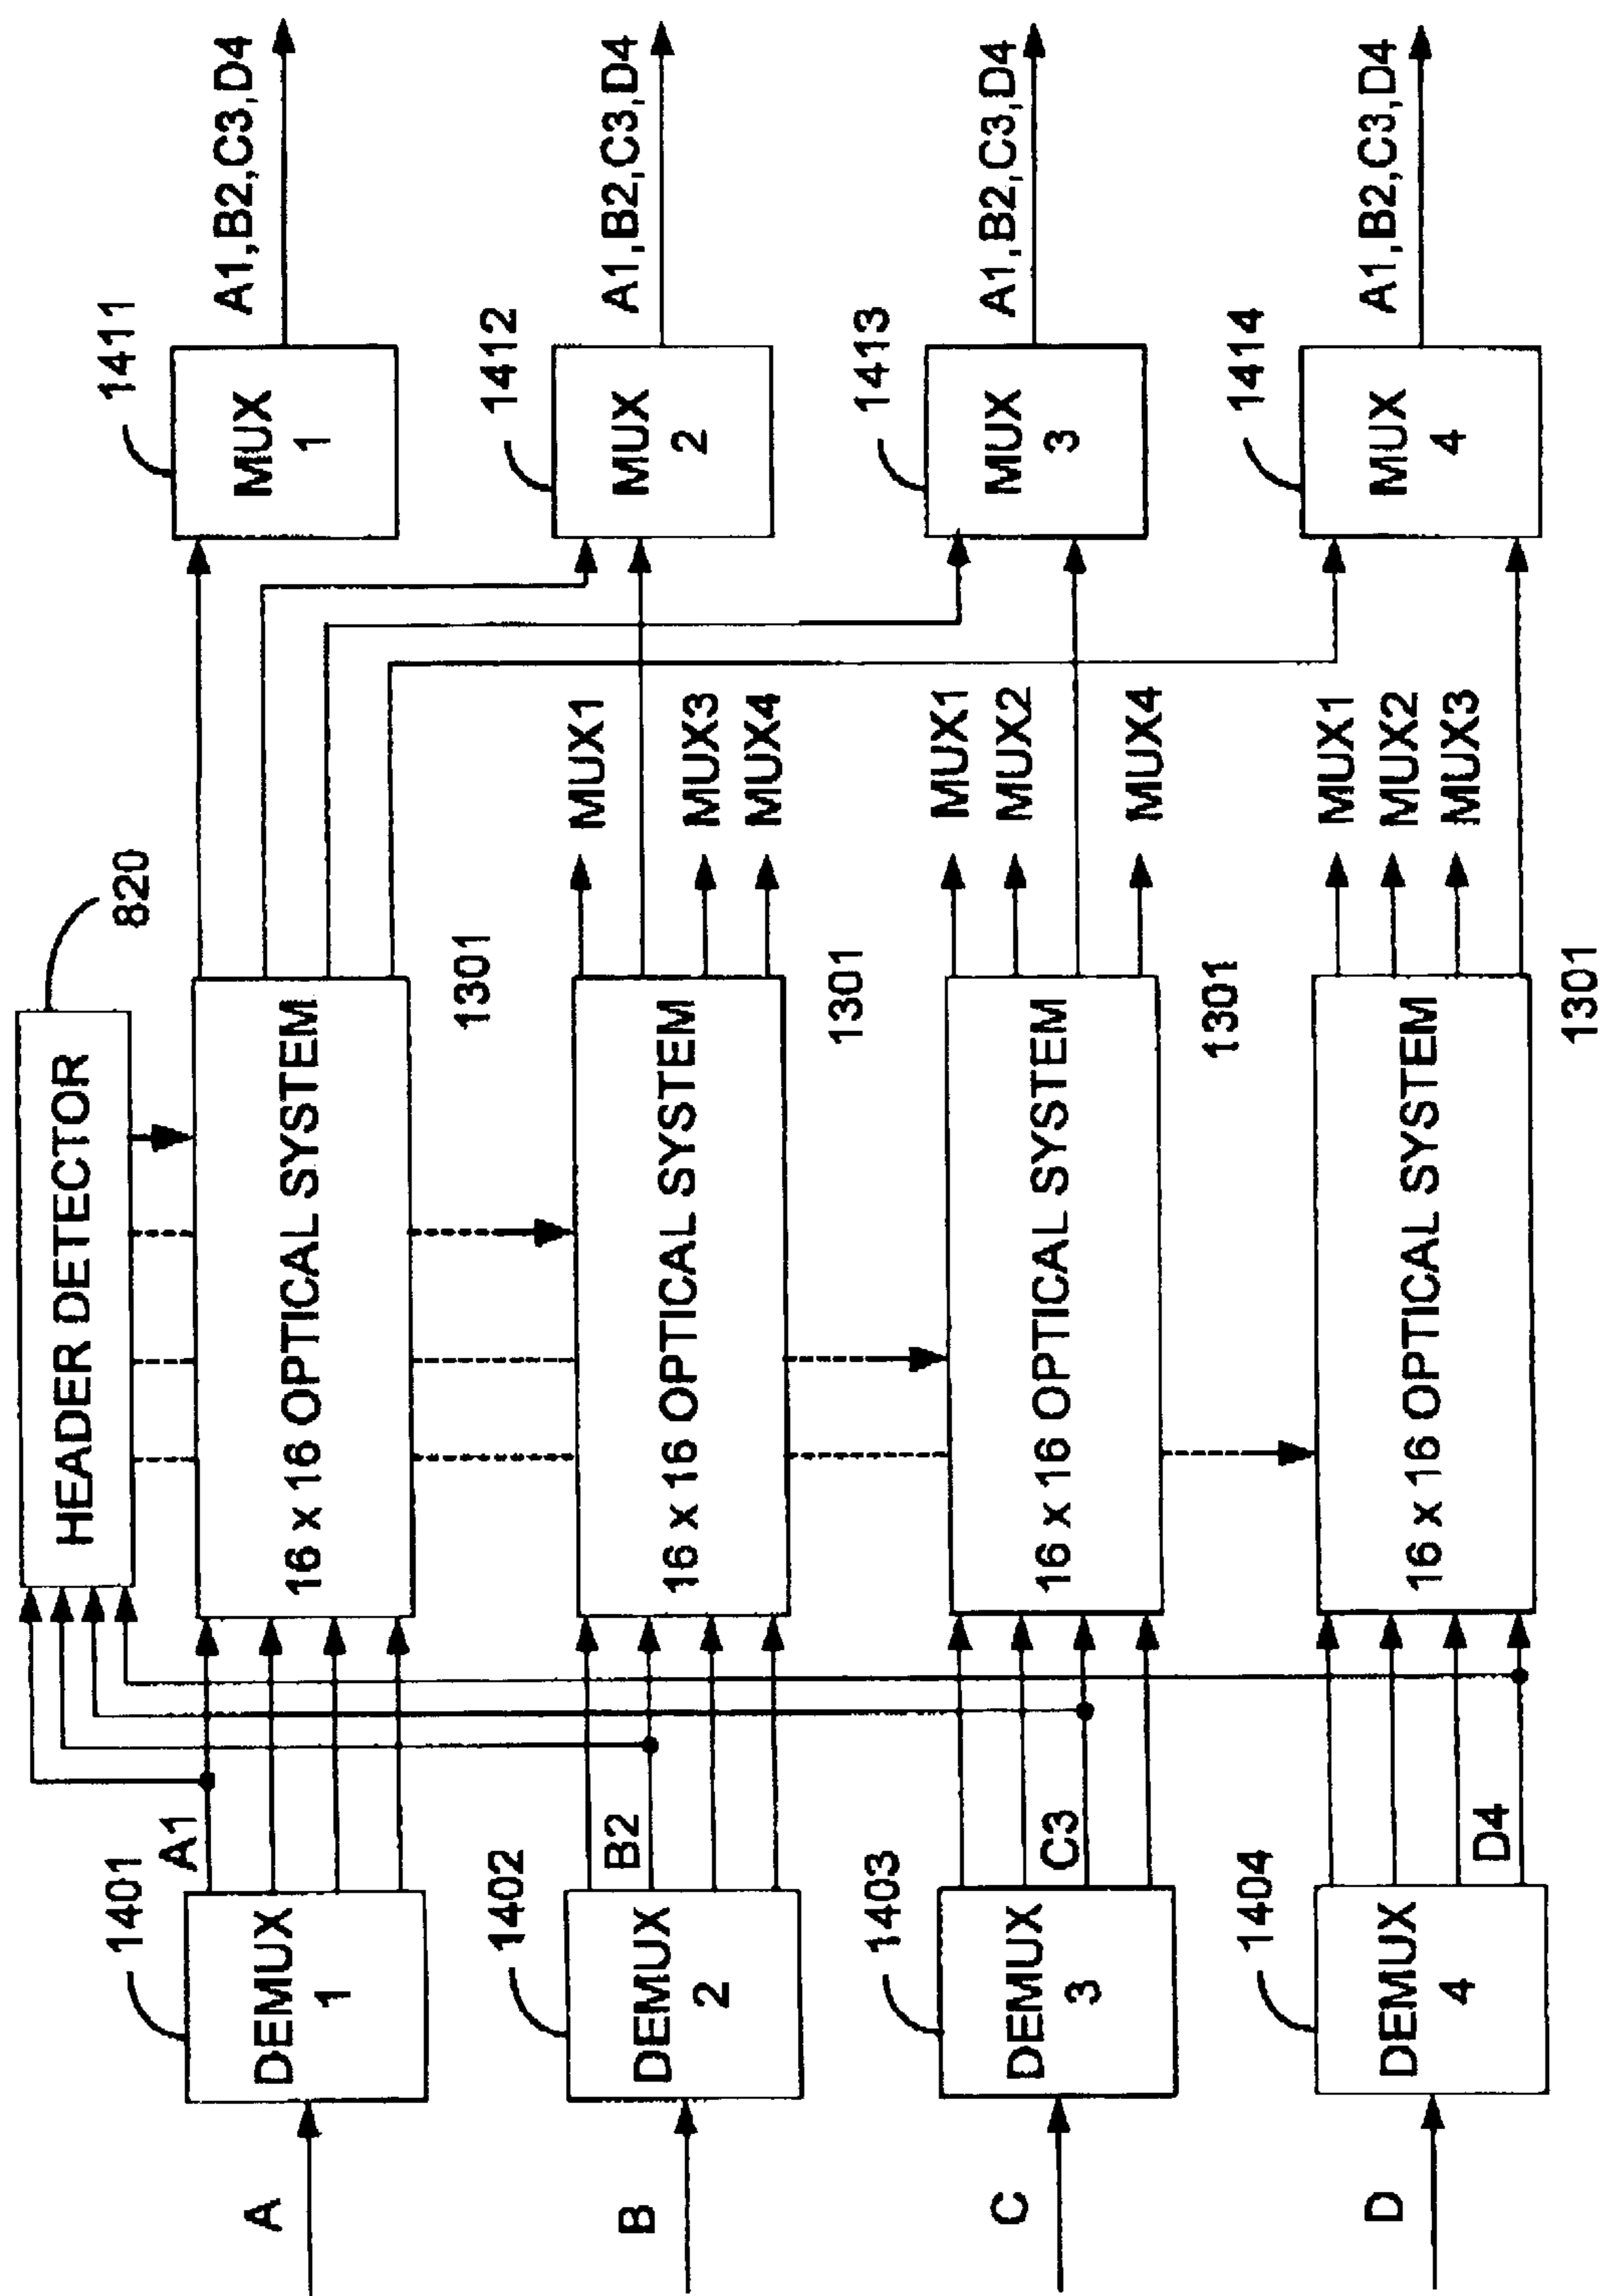 HEADER DETECTOR
820
A
1401
DEMUX
1
A1
16 x 16 OPTICAL SYSTEM
1301
1411
MUX
1
A1,B2,C3,D4
B
1402
DEMUX
2
B2
16 x 16 OPTICAL SYSTEM
1301
MUX1
MUX3
MUX4
1412
MUX
2
A1,B2,C3,D4
C
1403
DEMUX
3
C3
16 x 16 OPTICAL SYSTEM
1301
MUX1
MUX2
MUX4
1413
MUX
3
A1,B2,C3,D4
D
1404
DEMUX
4
D4
16 x 16 OPTICAL SYSTEM
1301
MUX1
MUX2
MUX3
1414
MUX
4
A1,B2,C3,D4